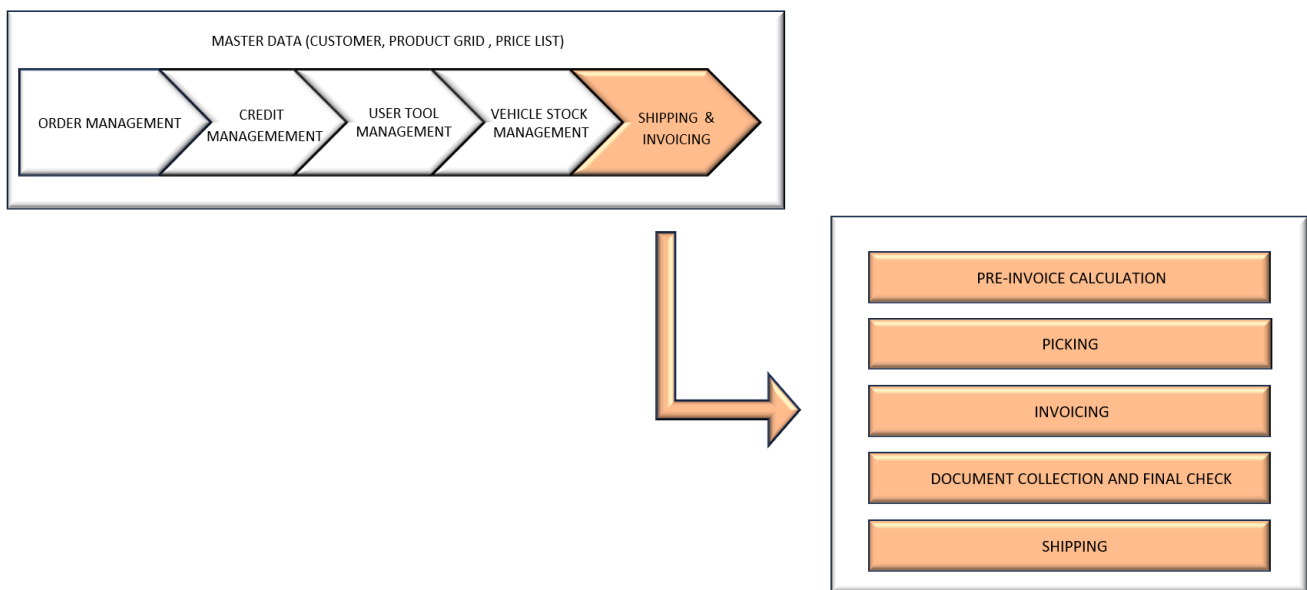 MASTER DATA (CUSTOMER, PRODUCT GRID , PRICE LIST)
ORDER MANAGEMENT
CREDIT
MANAGEMEMENT
USER TOOL
MANAGEMENT
VEHICLE STOCK
MANAGEMENT
SHIPPING &
INVOICING
PRE-INVOICE CALCULATION
PICKING
INVOICING
DOCUMENT COLLECTION AND FINAL CHECK
SHIPPING